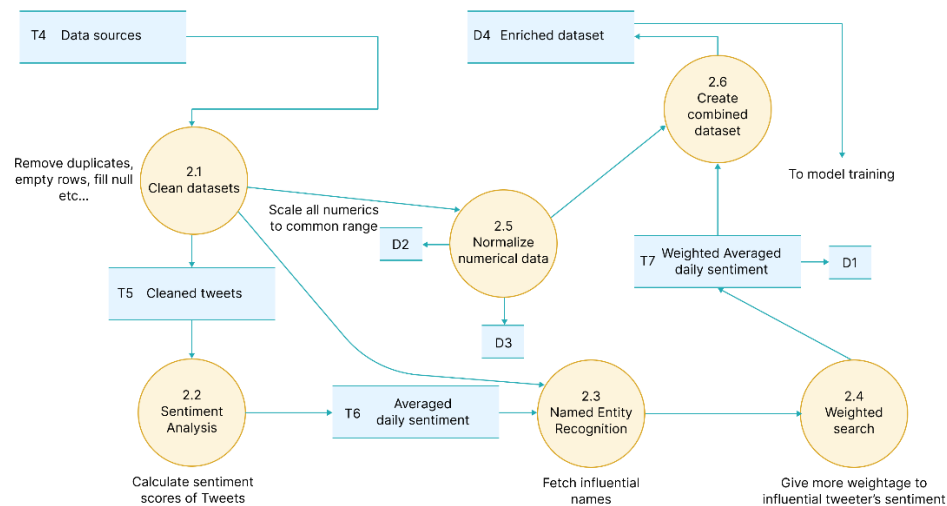 T4 Data sources
D4 Enriched dataset
2.6
Create
combined
dataset
2.1
Clean datasets
Remove duplicates,
empty rows, fill null
etc...
To model training
Scale all numerics
to common range
2.5
Normalize
numerical data
D2
D3
T7 Weighted Averaged
daily sentiment
D1
T5 Cleaned tweets
2.2
Sentiment
Analysis
T6 Averaged
daily sentiment
2.3
Named Entity
Recognition
2.4
Weighted
search
Calculate sentiment
scores of Tweets
Fetch influential
names
Give more weightage to
influential tweeter's sentiment